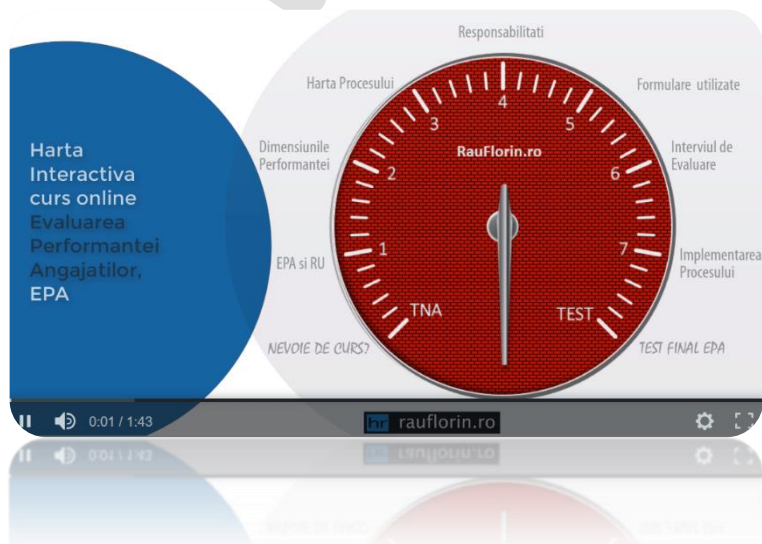 Harta
Interactiva
curs online
Evaluarea
Performantei
Angajatilor,
EPA
Responsabilitati
Harta Procesului
Formulare utilizate
Dimensiunile
Performantei
Interviul de
Evaluare
EPA si RU
Implementarea
Procesului
NEVOIE DE CURS?
TEST FINAL EPA
4
3
5
RauFlorin.ro
2
6
1
7
TNA
TEST
0:01 / 1:43
hr rauflorin.ro